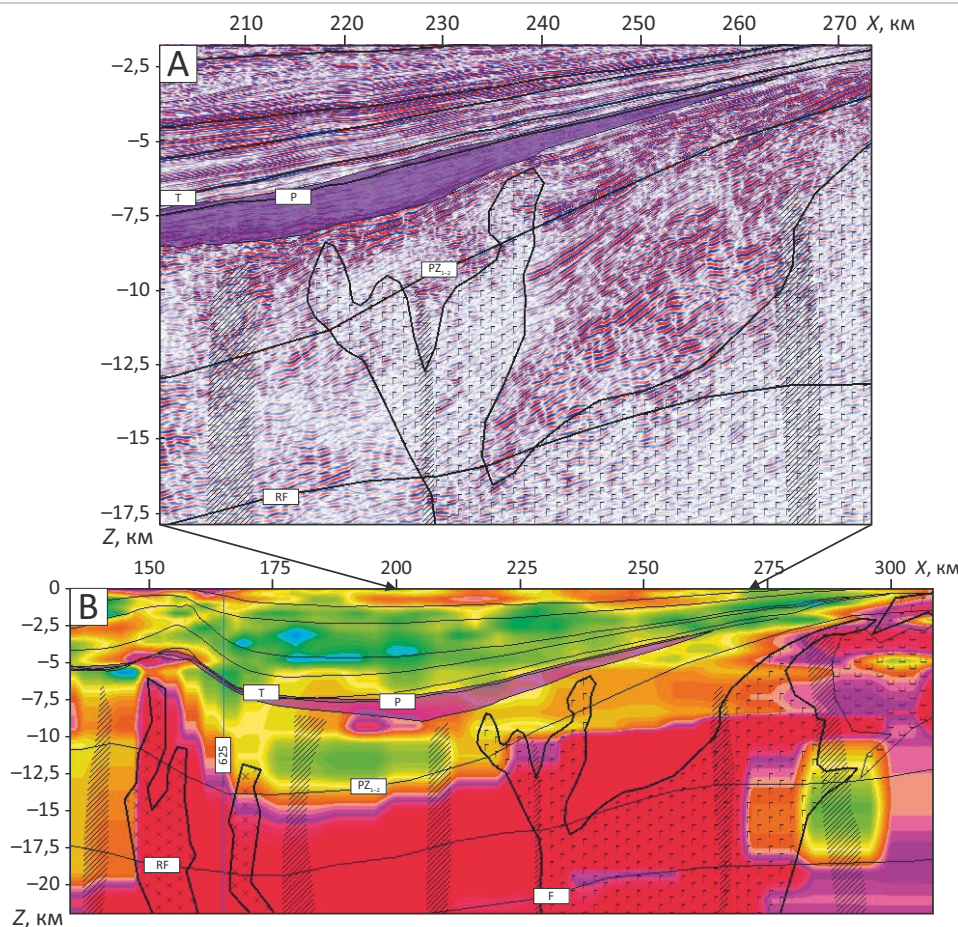 210 220 230 240 250 260 270 X, км
A
–2,5
–5
–7,5
–10
–12,5
–15
–17,5
Z, км
T
P
PZ₁₋₂
RF
150 175 200 225 250 275 300 X, км
B
0
–2,5
–5
–7,5
–10
–12,5
–15
–17,5
–20
Z, км
T
P
625
PZ₁₋₂
RF
F